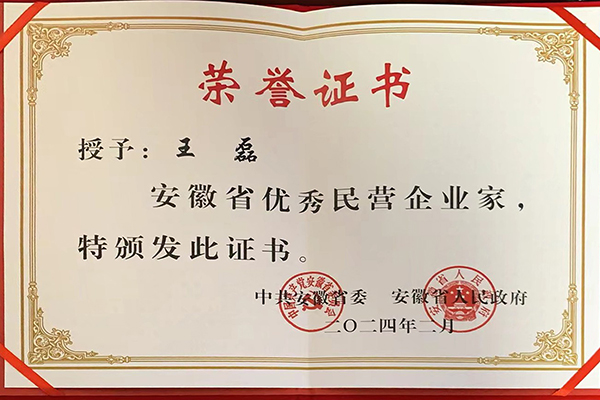 荣誉证书
授予：王 磊
安徽省优秀民营企业家，
特颁发此证书。
中共安徽省委 安徽省人民政府
二〇二四年二月